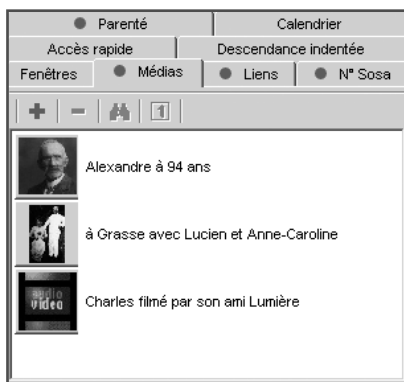 Parenté Calendrier
Accès rapide Descendance indentée
Fenêtres Médias Liens N° Sosa
1
Alexandre à 94 ans
à Grasse avec Lucien et Anne-Caroline
audio
video
Charles filmé par son ami Lumière